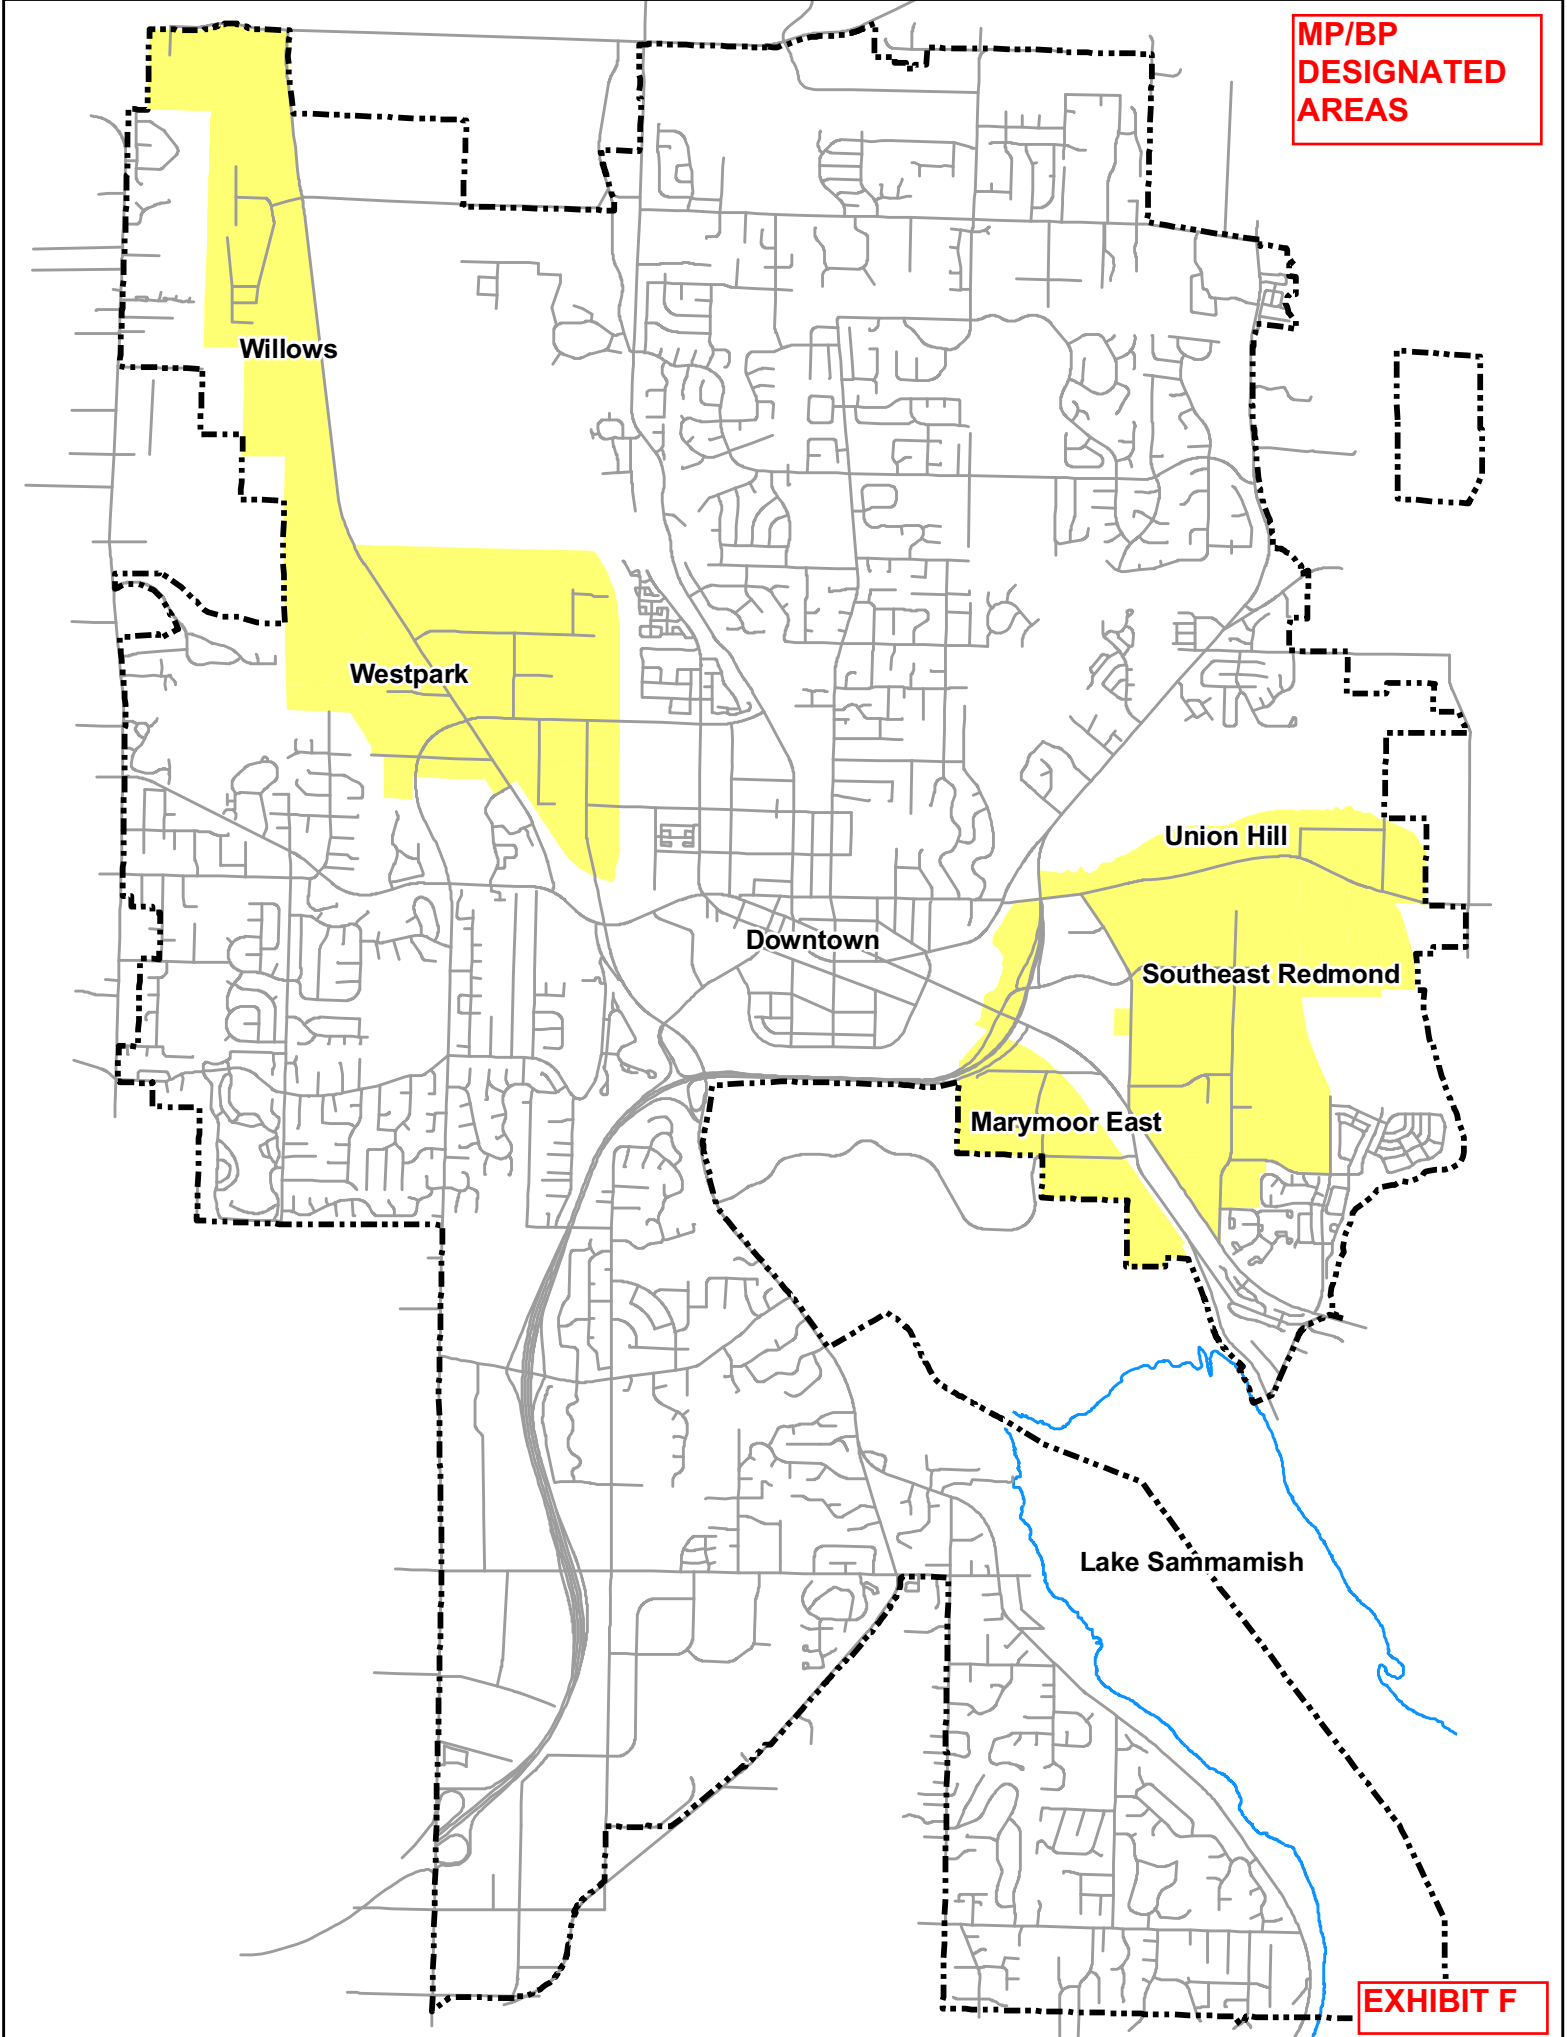 MP/BP
DESIGNATED
AREAS
Willows
Westpark
Union Hill
Downtown
Southeast Redmond
Marymoor East
Lake Sammamish
EXHIBIT F